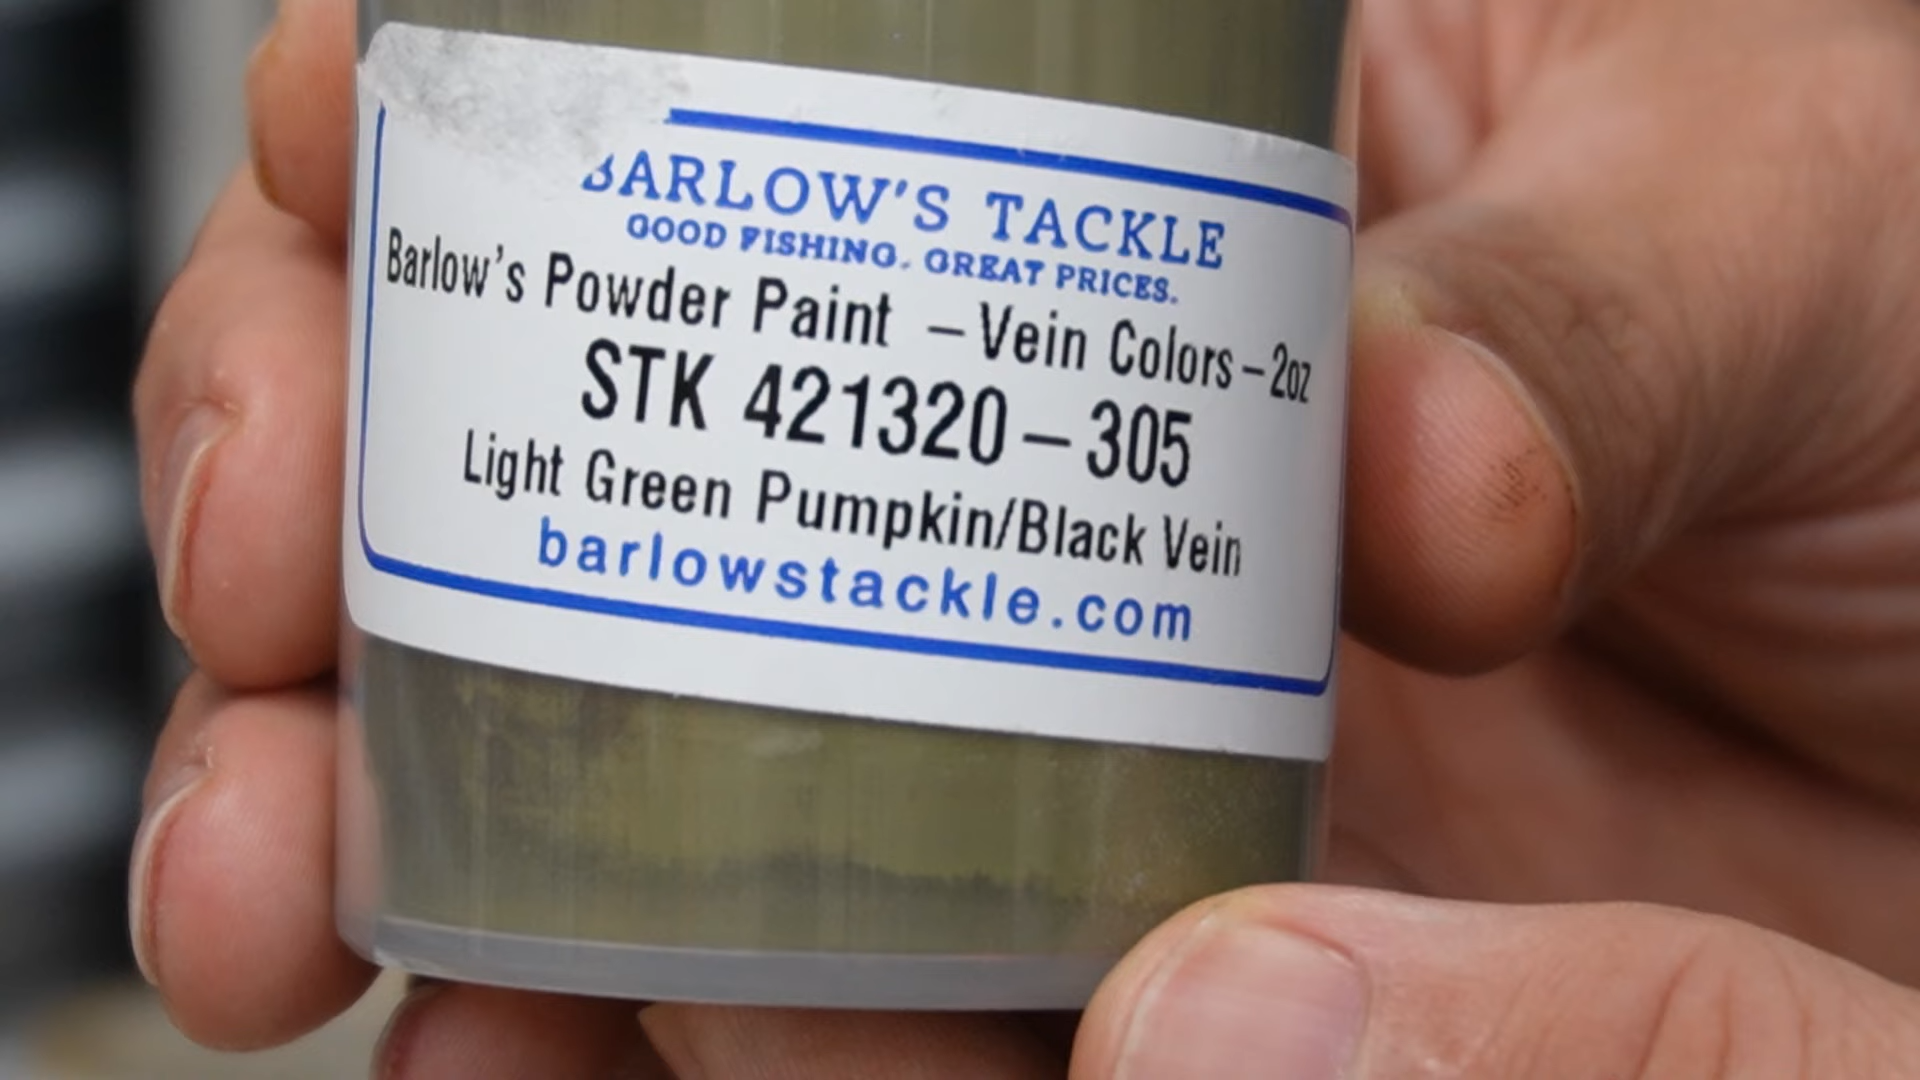 BARLOW'S TACKLE
GOOD FISHING. GREAT PRICES.
Barlow's Powder Paint – Vein Colors – 2oz
STK 421320 – 305
Light Green Pumpkin/Black Vein
barlowstackle.com